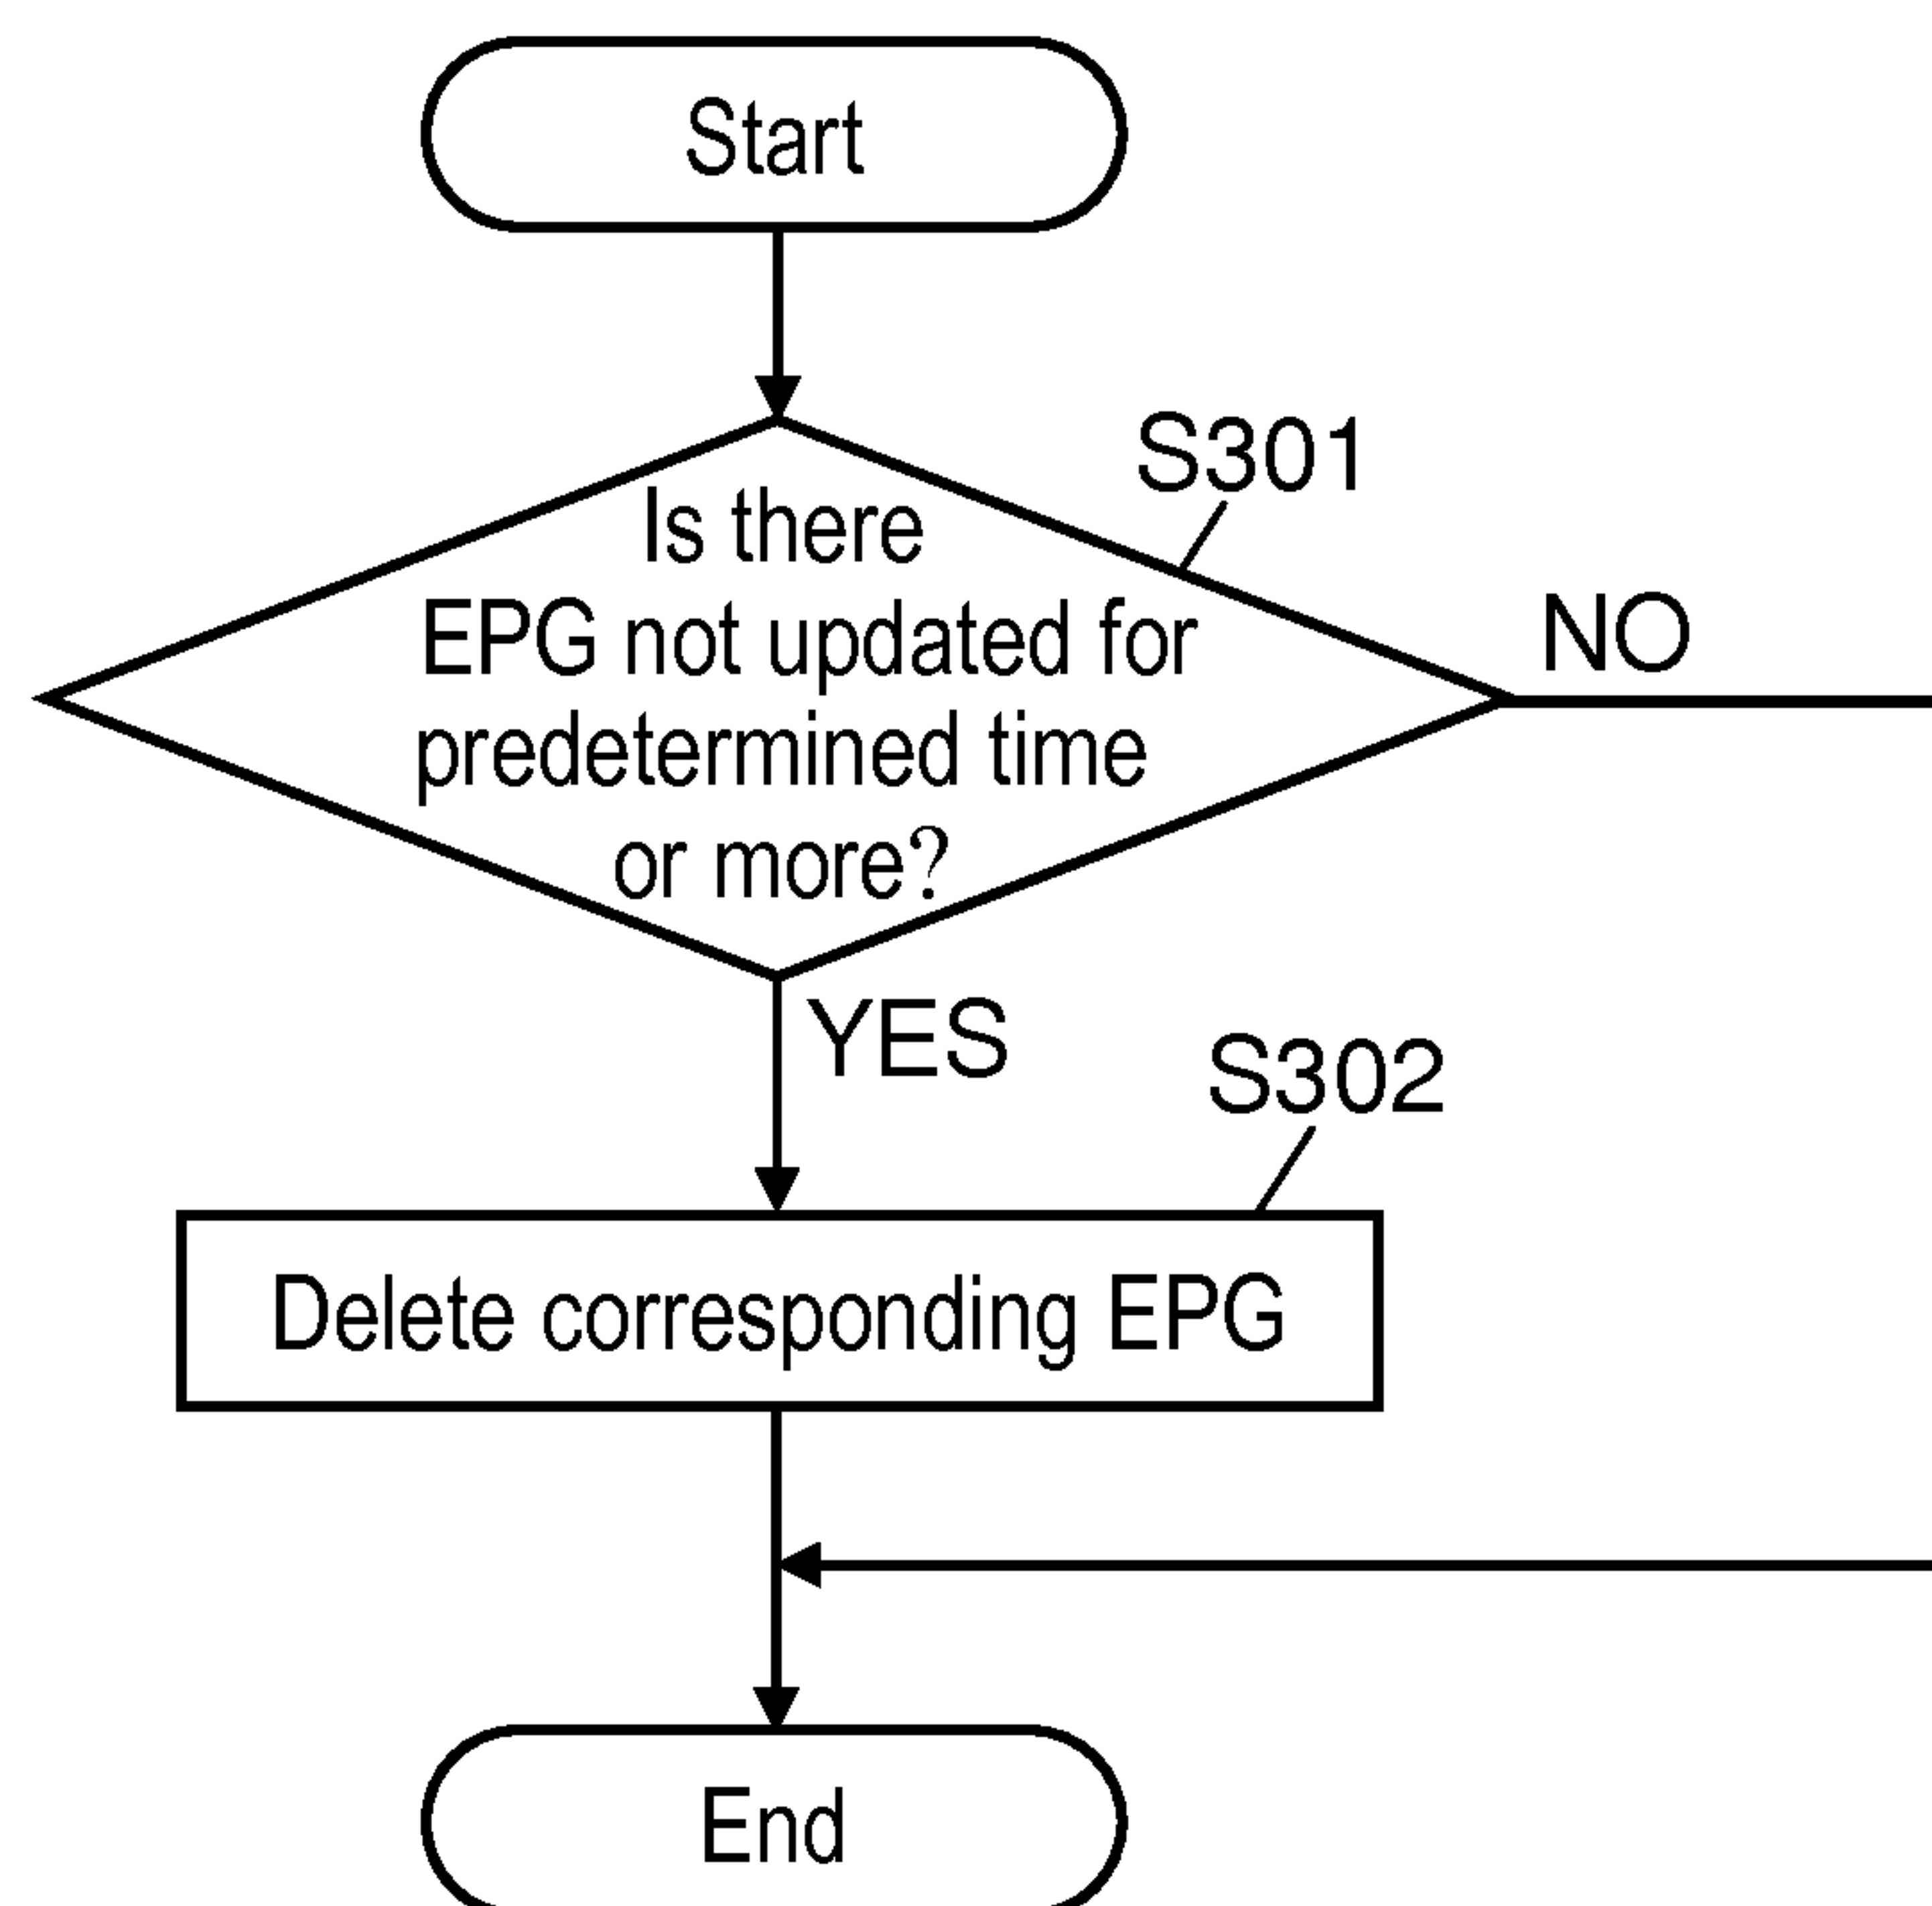 Start
S301
Is there
EPG not updated for
predetermined time
or more?
NO
YES
S302
Delete corresponding EPG
End